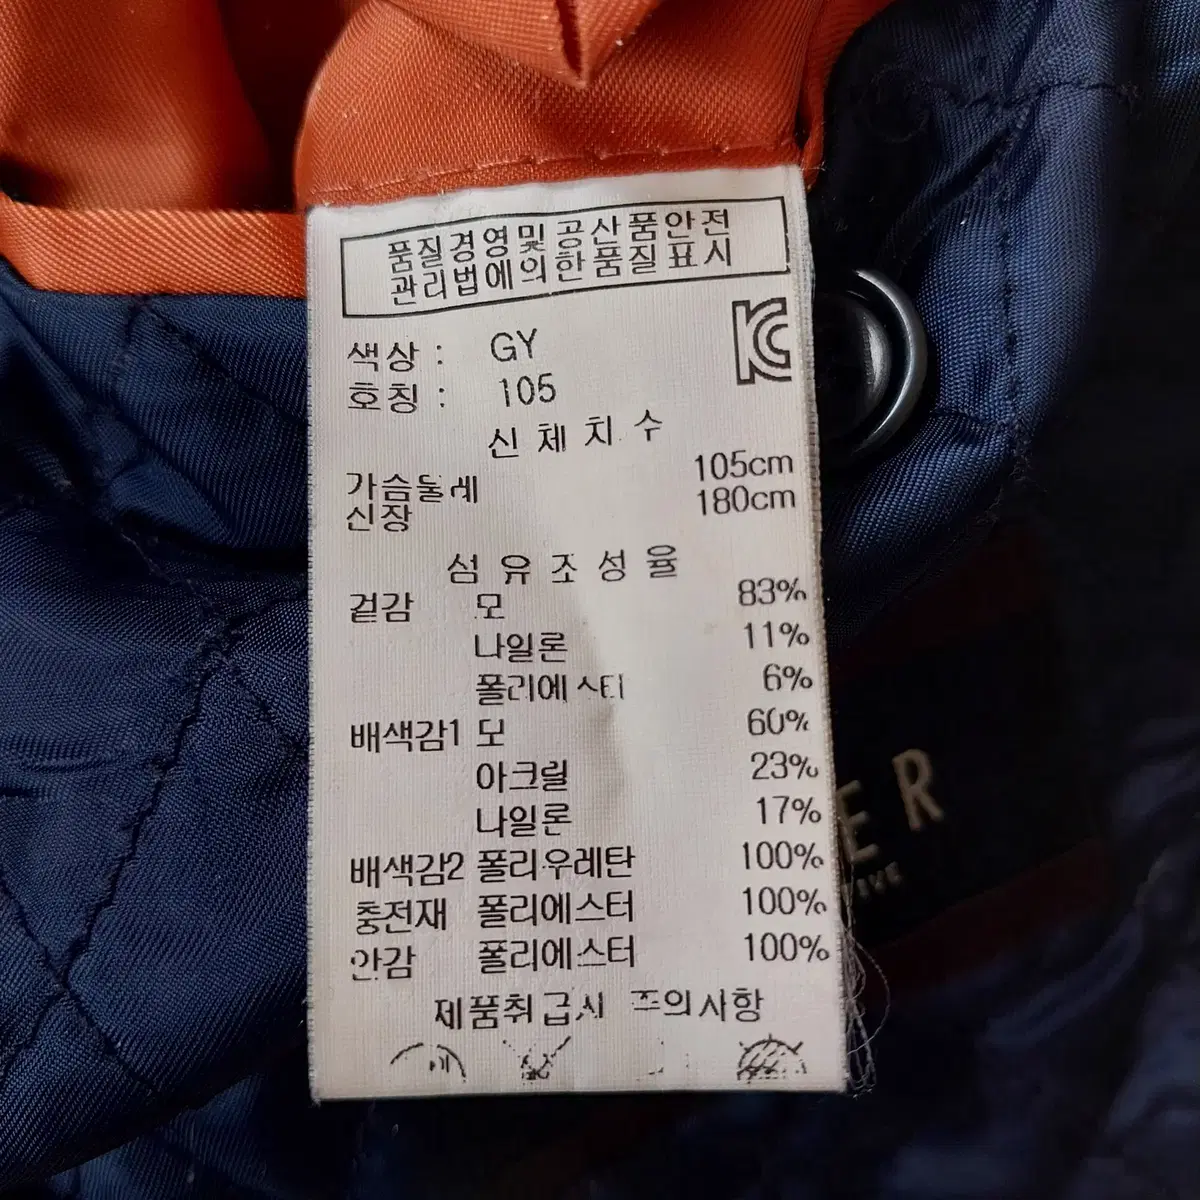 품질경영및공산품안전
관리법에의한품질표시
KC
색상 : GY
호칭 : 105
신체치수
가슴둘레 105cm
신장 180cm
섬유조성율
겉감 모 83%
나일론 11%
폴리에스터 6%
배색감1 모 60%
아크릴 23%
나일론 17%
배색감2 폴리우레탄 100%
충전재 폴리에스터 100%
안감 폴리에스터 100%
제품취급시 주의사항